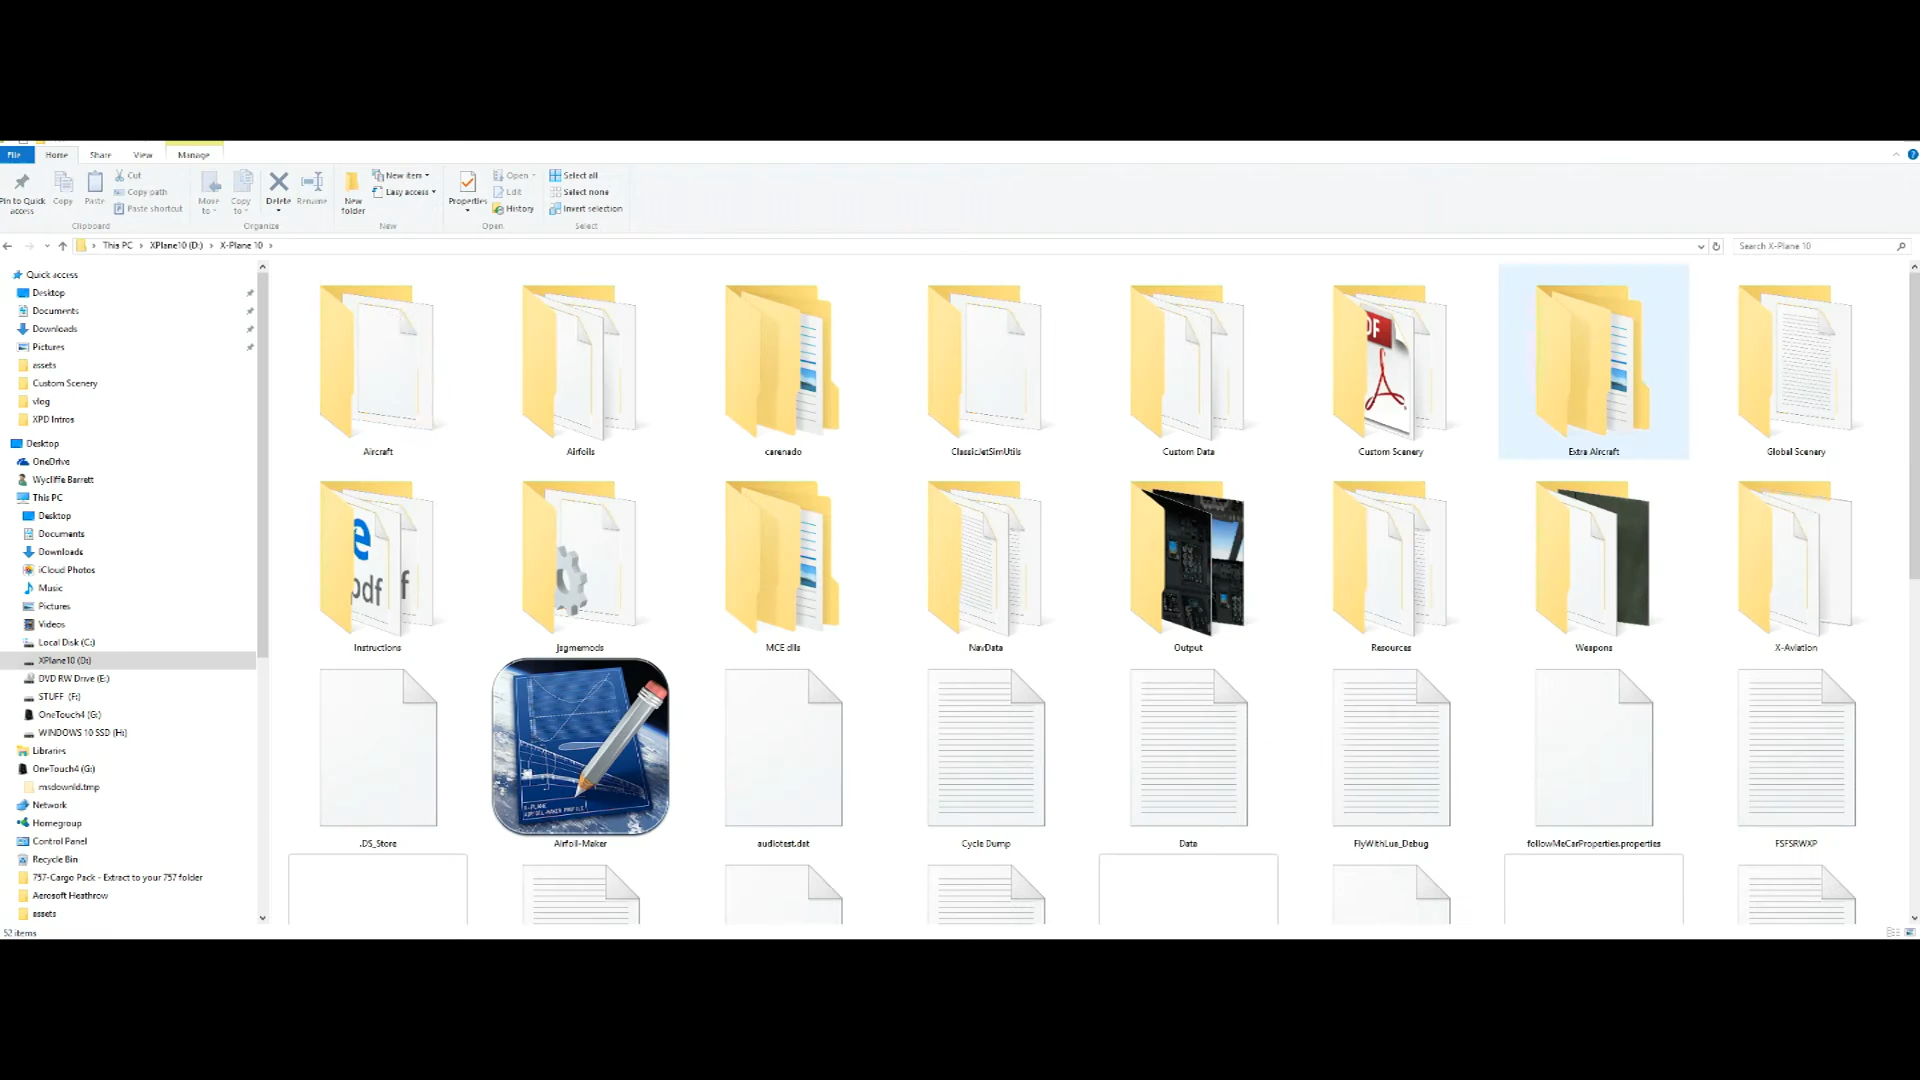 File Home Share View Manage
Pin to Quick access
Copy
Paste
Cut
Copy path
Paste shortcut
Move to
Copy to
Delete
Rename
New folder
New item
Easy access
Properties
Open
Edit
History
Select all
Select none
Invert selection
Clipboard Organize New Open Select
This PC XPlane10 (D:) X-Plane 10
Search X-Plane 10
Quick access
Desktop
Documents
Downloads
Pictures
assets
Custom Scenery
vlog
XPD Intros
Desktop
OneDrive
Wycliffe Barrett
This PC
Desktop
Documents
Downloads
iCloud Photos
Music
Pictures
Videos
Local Disk (C:)
XPlane10 (D:)
DVD RW Drive (E:)
STUFF (F:)
OneTouch4 (G:)
WINDOWS 10 SSD (H:)
Libraries
OneTouch4 (G:)
msdownld.tmp
Network
Homegroup
Control Panel
Recycle Bin
757-Cargo Pack - Extract to your 757 folder
Aerosoft Heathrow
assets
Aircraft Airfoils carenado ClassicJetSimUtils Custom Data Custom Scenery Extra Aircraft Global Scenery
Instructions jsgmemods MCE dlls NavData Output Resources Weapons X-Aviation
.DS_Store Airfoil-Maker audiotest.dat Cycle Dump Data FlyWithLua_Debug followMeCarProperties.properties FSFSRWXP
52 items